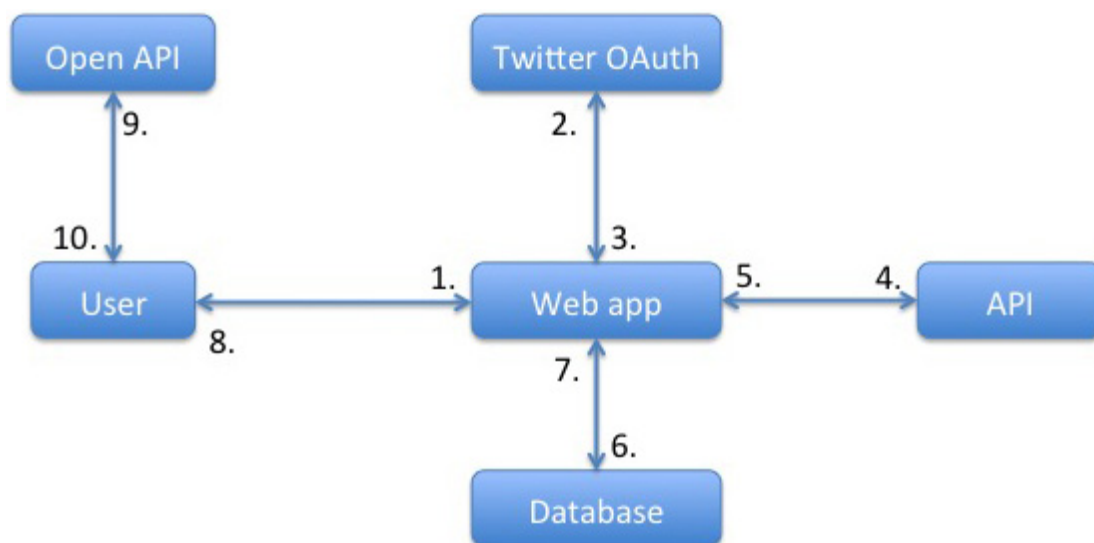 Open API
Twitter OAuth
9.
2.
10.
3.
User
1.
Web app
5.
4.
API
8.
7.
6.
Database